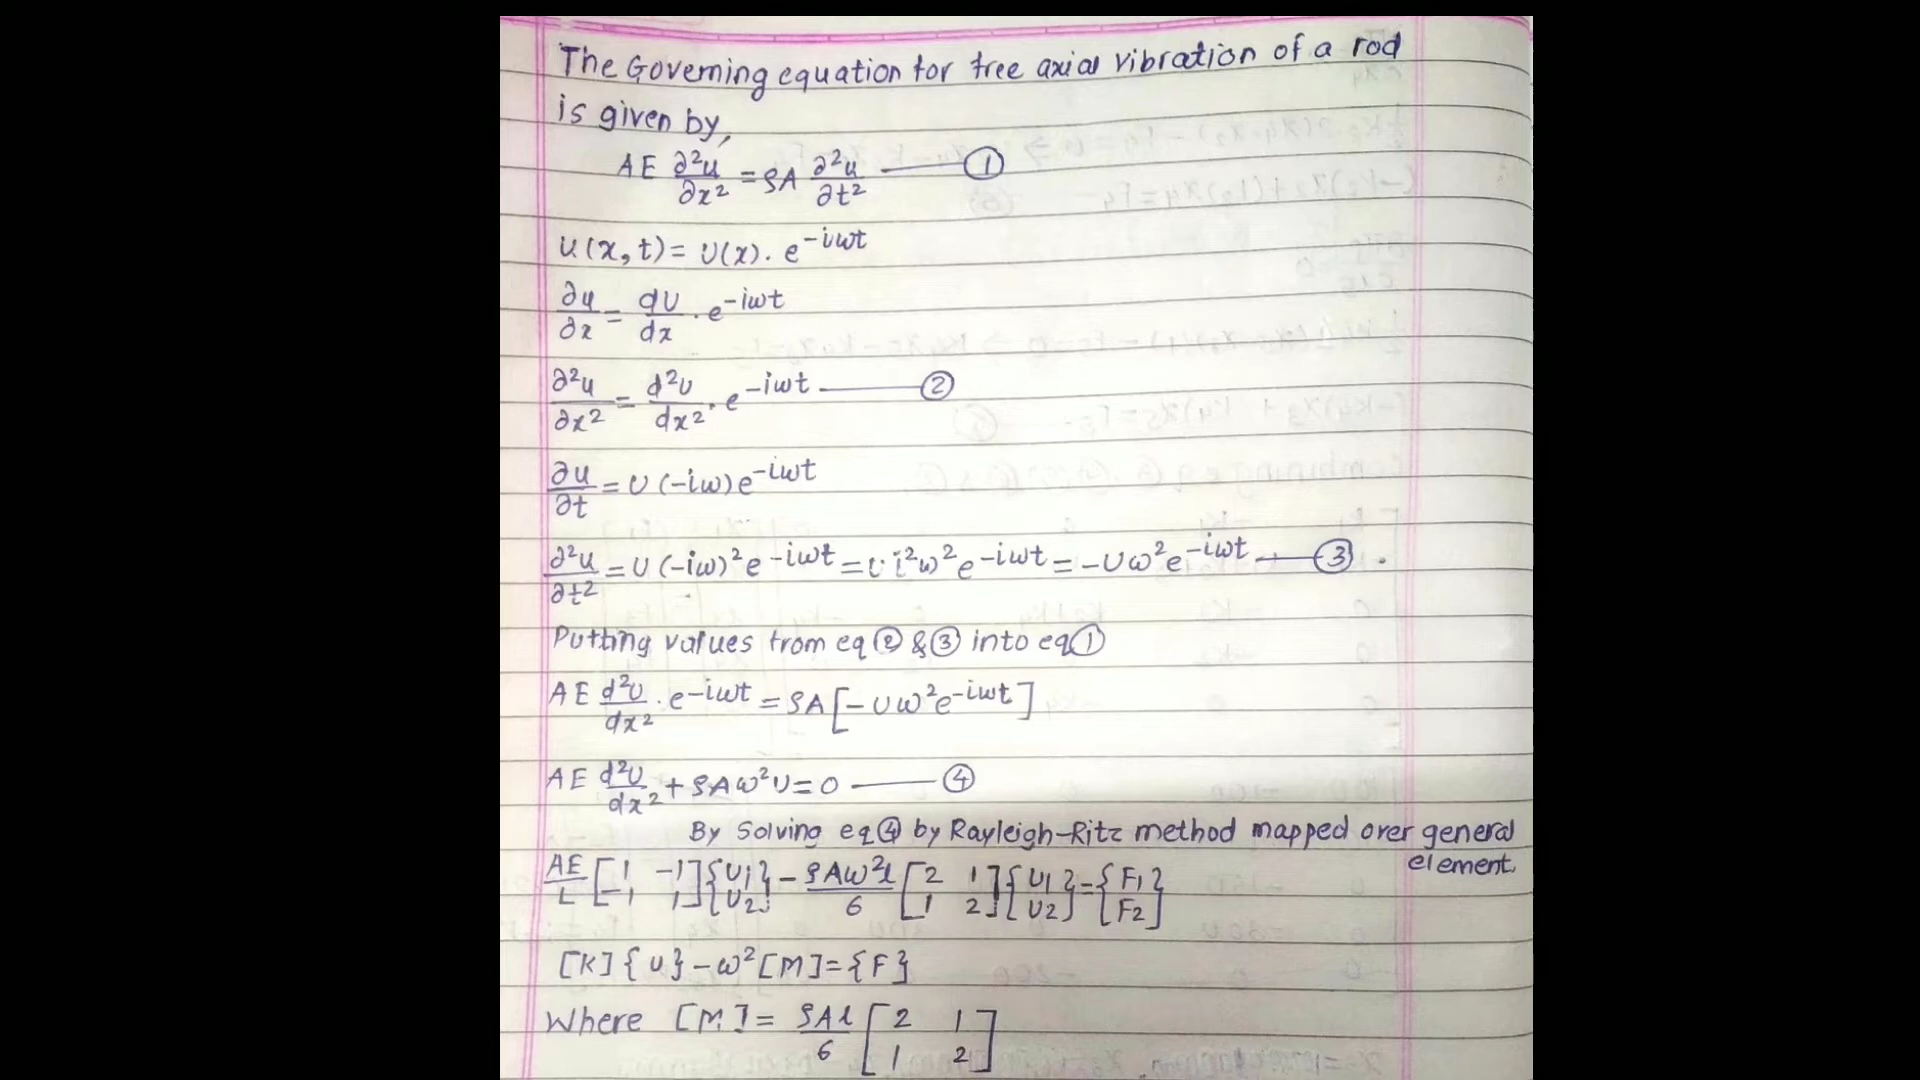 The Governing equation for free axial vibration of a rod
is given by,
AE ∂²u/∂x² = ρA ∂²u/∂t² —— ①
u(x,t) = U(x). e^-iωt
∂u/∂x = dU/dx . e^-iωt
∂²u/∂x² = d²U/dx² . e^-iωt —— ②
∂u/∂t = U(-iω)e^-iωt
∂²u/∂t² = U(-iω)²e^-iωt = U i²ω²e^-iωt = -Uω²e^-iωt —— ③
Putting values from eq ② & ③ into eq ①
AE d²U/dx² . e^-iωt = ρA[-Uω²e^-iωt]
AE d²U/dx² + ρAω²U = 0 —— ④
By Solving eq ④ by Rayleigh-Ritz method mapped over general
element.
AE/L [1 -1; -1 1]{U1; U2} - ρAω²l/6 [2 1; 1 2]{U1; U2} = {F1; F2}
[K]{U} - ω²[M] = {F}
Where [M] = ρAl/6 [2 1; 1 2]